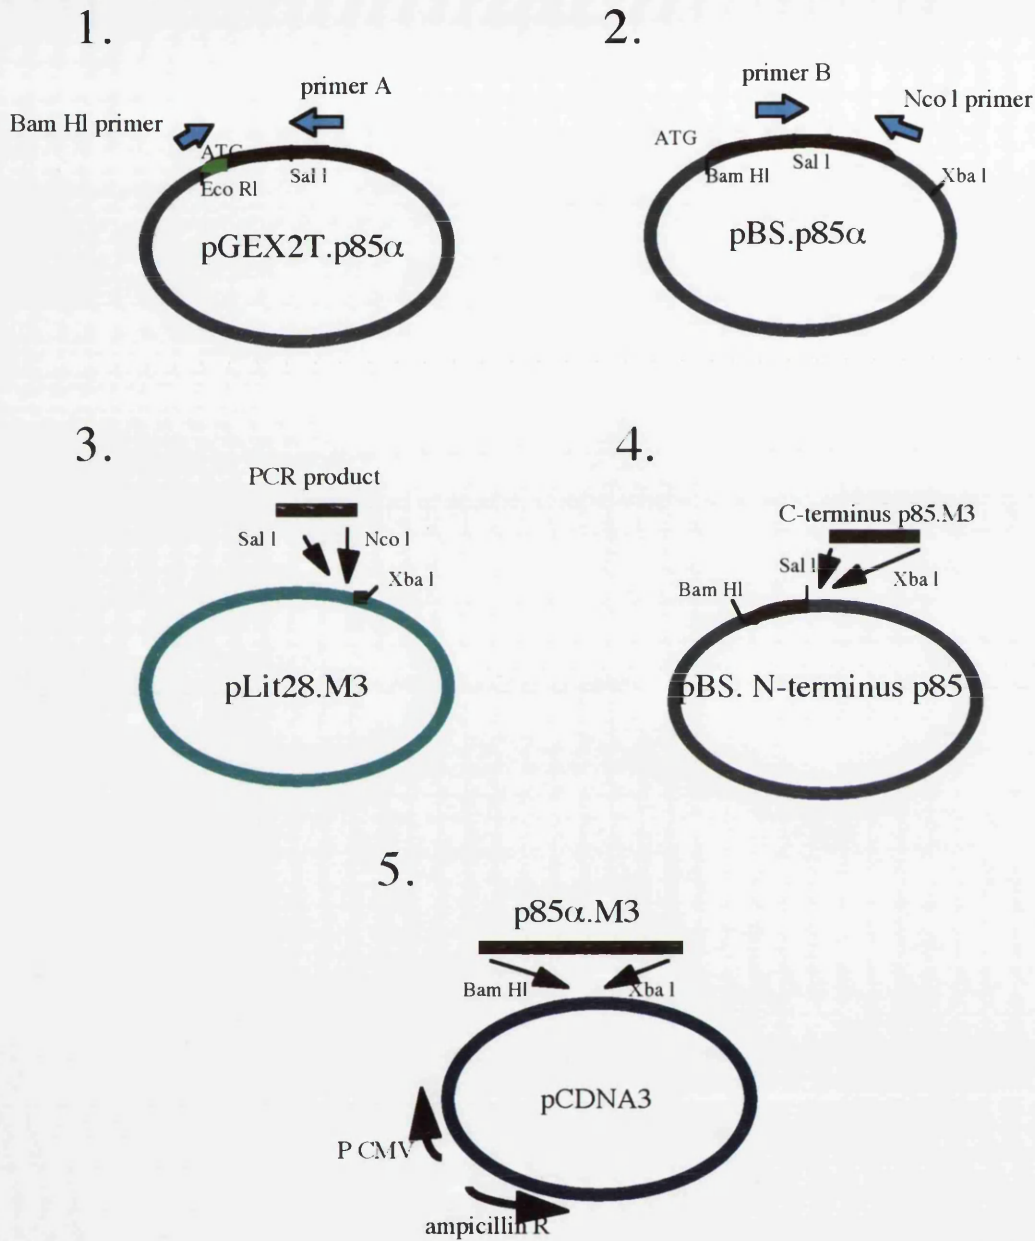 1.
primer A
Bam HI primer
ATG
Eco RI
Sal I
pGEX2T.p85α
2.
primer B
Nco I primer
ATG
Bam HI
Sal I
Xba I
pBS.p85α
3.
PCR product
Sal I
Nco I
Xba I
pLit28.M3
4.
C-terminus p85.M3
Sal I
Xba I
Bam HI
pBS. N-terminus p85
5.
p85α.M3
Bam HI
Xba I
pCDNA3
P CMV
ampicillin R